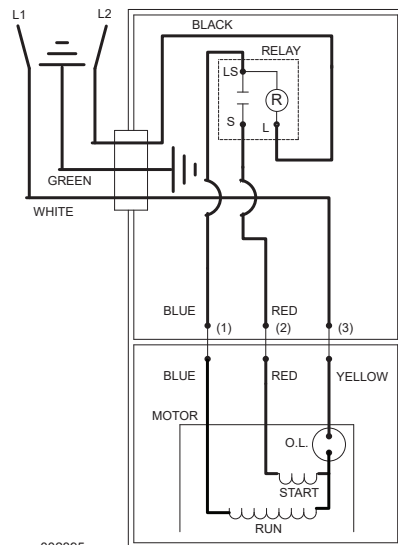 L1
L2
BLACK
RELAY
LS
R
S
L
GREEN
WHITE
BLUE
RED
(1)
(2)
(3)
BLUE
RED
YELLOW
MOTOR
O.L.
START
RUN